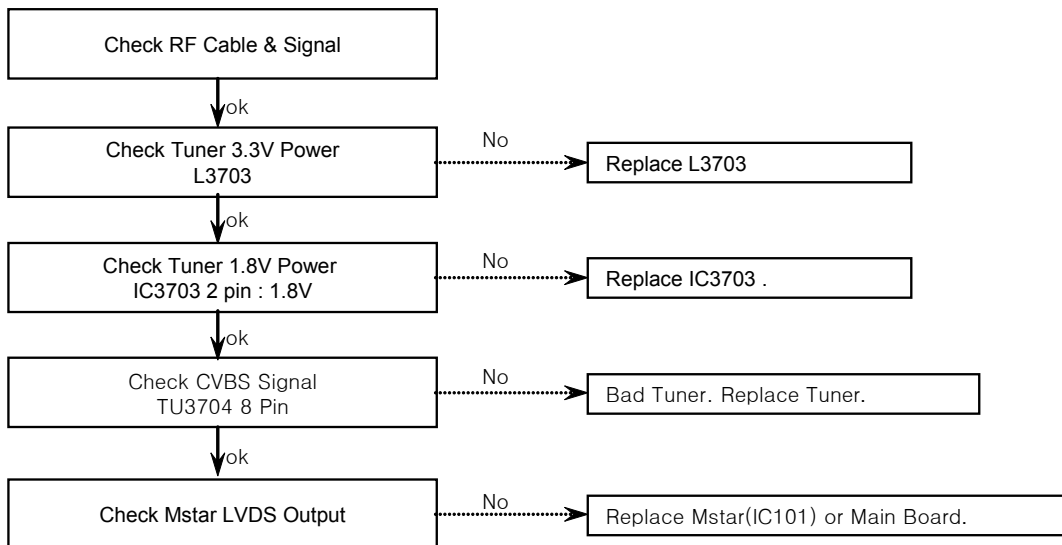 Check RF Cable & Signal
ok
Check Tuner 3.3V Power
L3703
No
Replace L3703
ok
Check Tuner 1.8V Power
IC3703 2 pin : 1.8V
No
Replace IC3703 .
ok
Check CVBS Signal
TU3704 8 Pin
No
Bad Tuner. Replace Tuner.
ok
Check Mstar LVDS Output
No
Replace Mstar(IC101) or Main Board.